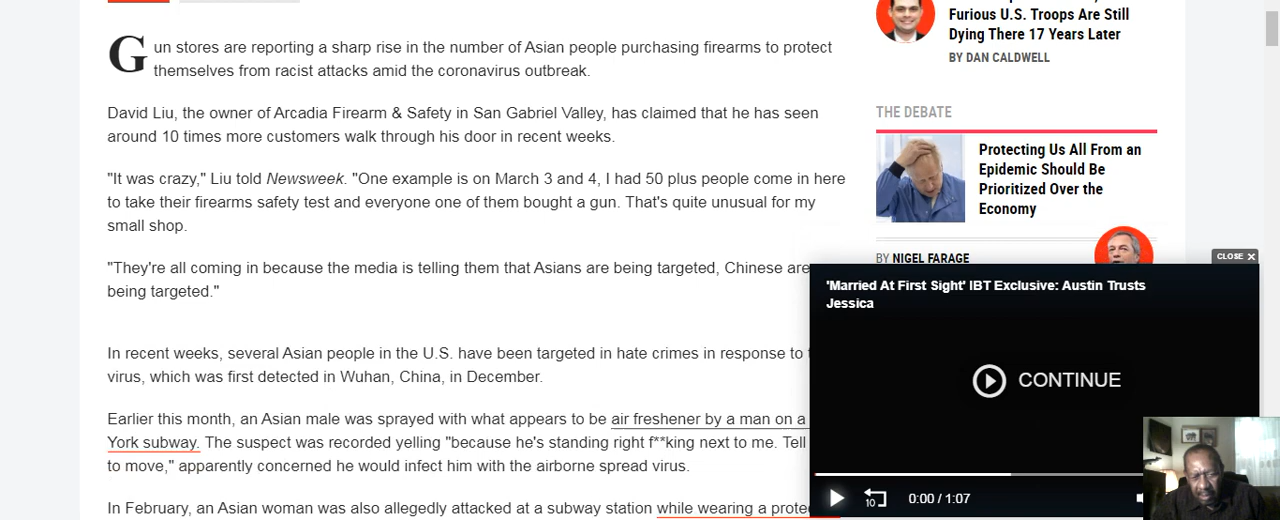 Furious U.S. Troops Are Still
Dying There 17 Years Later
BY DAN CALDWELL
Gun stores are reporting a sharp rise in the number of Asian people purchasing firearms to protect
themselves from racist attacks amid the coronavirus outbreak.
David Liu, the owner of Arcadia Firearm & Safety in San Gabriel Valley, has claimed that he has seen
around 10 times more customers walk through his door in recent weeks.
"It was crazy," Liu told Newsweek. "One example is on March 3 and 4, I had 50 plus people come in here
to take their firearms safety test and everyone one of them bought a gun. That's quite unusual for my
small shop.
"They're all coming in because the media is telling them that Asians are being targeted, Chinese are
being targeted."
In recent weeks, several Asian people in the U.S. have been targeted in hate crimes in response to
virus, which was first detected in Wuhan, China, in December.
Earlier this month, an Asian male was sprayed with what appears to be air freshener by a man on a
York subway. The suspect was recorded yelling "because he's standing right f**king next to me. Tell
to move," apparently concerned he would infect him with the airborne spread virus.
In February, an Asian woman was also allegedly attacked at a subway station while wearing a
THE DEBATE
Protecting Us All From an
Epidemic Should Be
Prioritized Over the
Economy
BY NIGEL FARAGE
CLOSE X
'Married At First Sight' IBT Exclusive: Austin Trusts
Jessica
CONTINUE
10
0:00 / 1:07